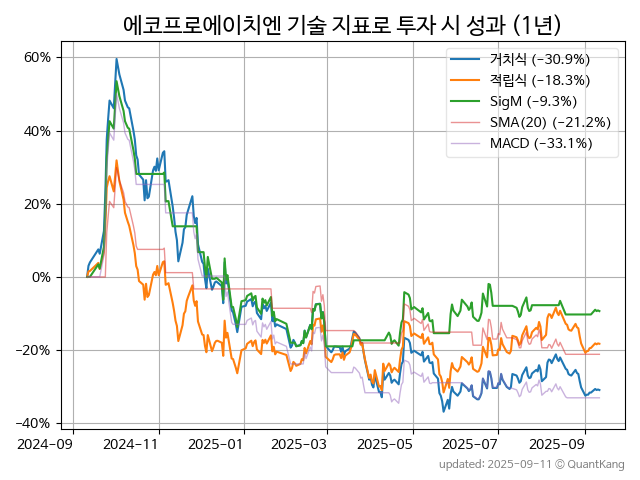 에코프로에이치엔 기술 지표로 투자 시 성과 (1년)
거치식 (−30.9%)
적립식 (−18.3%)
SigM (−9.3%)
SMA(20) (−21.2%)
MACD (−33.1%)
60%
40%
20%
0%
−20%
−40%
2024-09 2024-11 2025-01 2025-03 2025-05 2025-07 2025-09
updated: 2025-09-11 © QuantKang